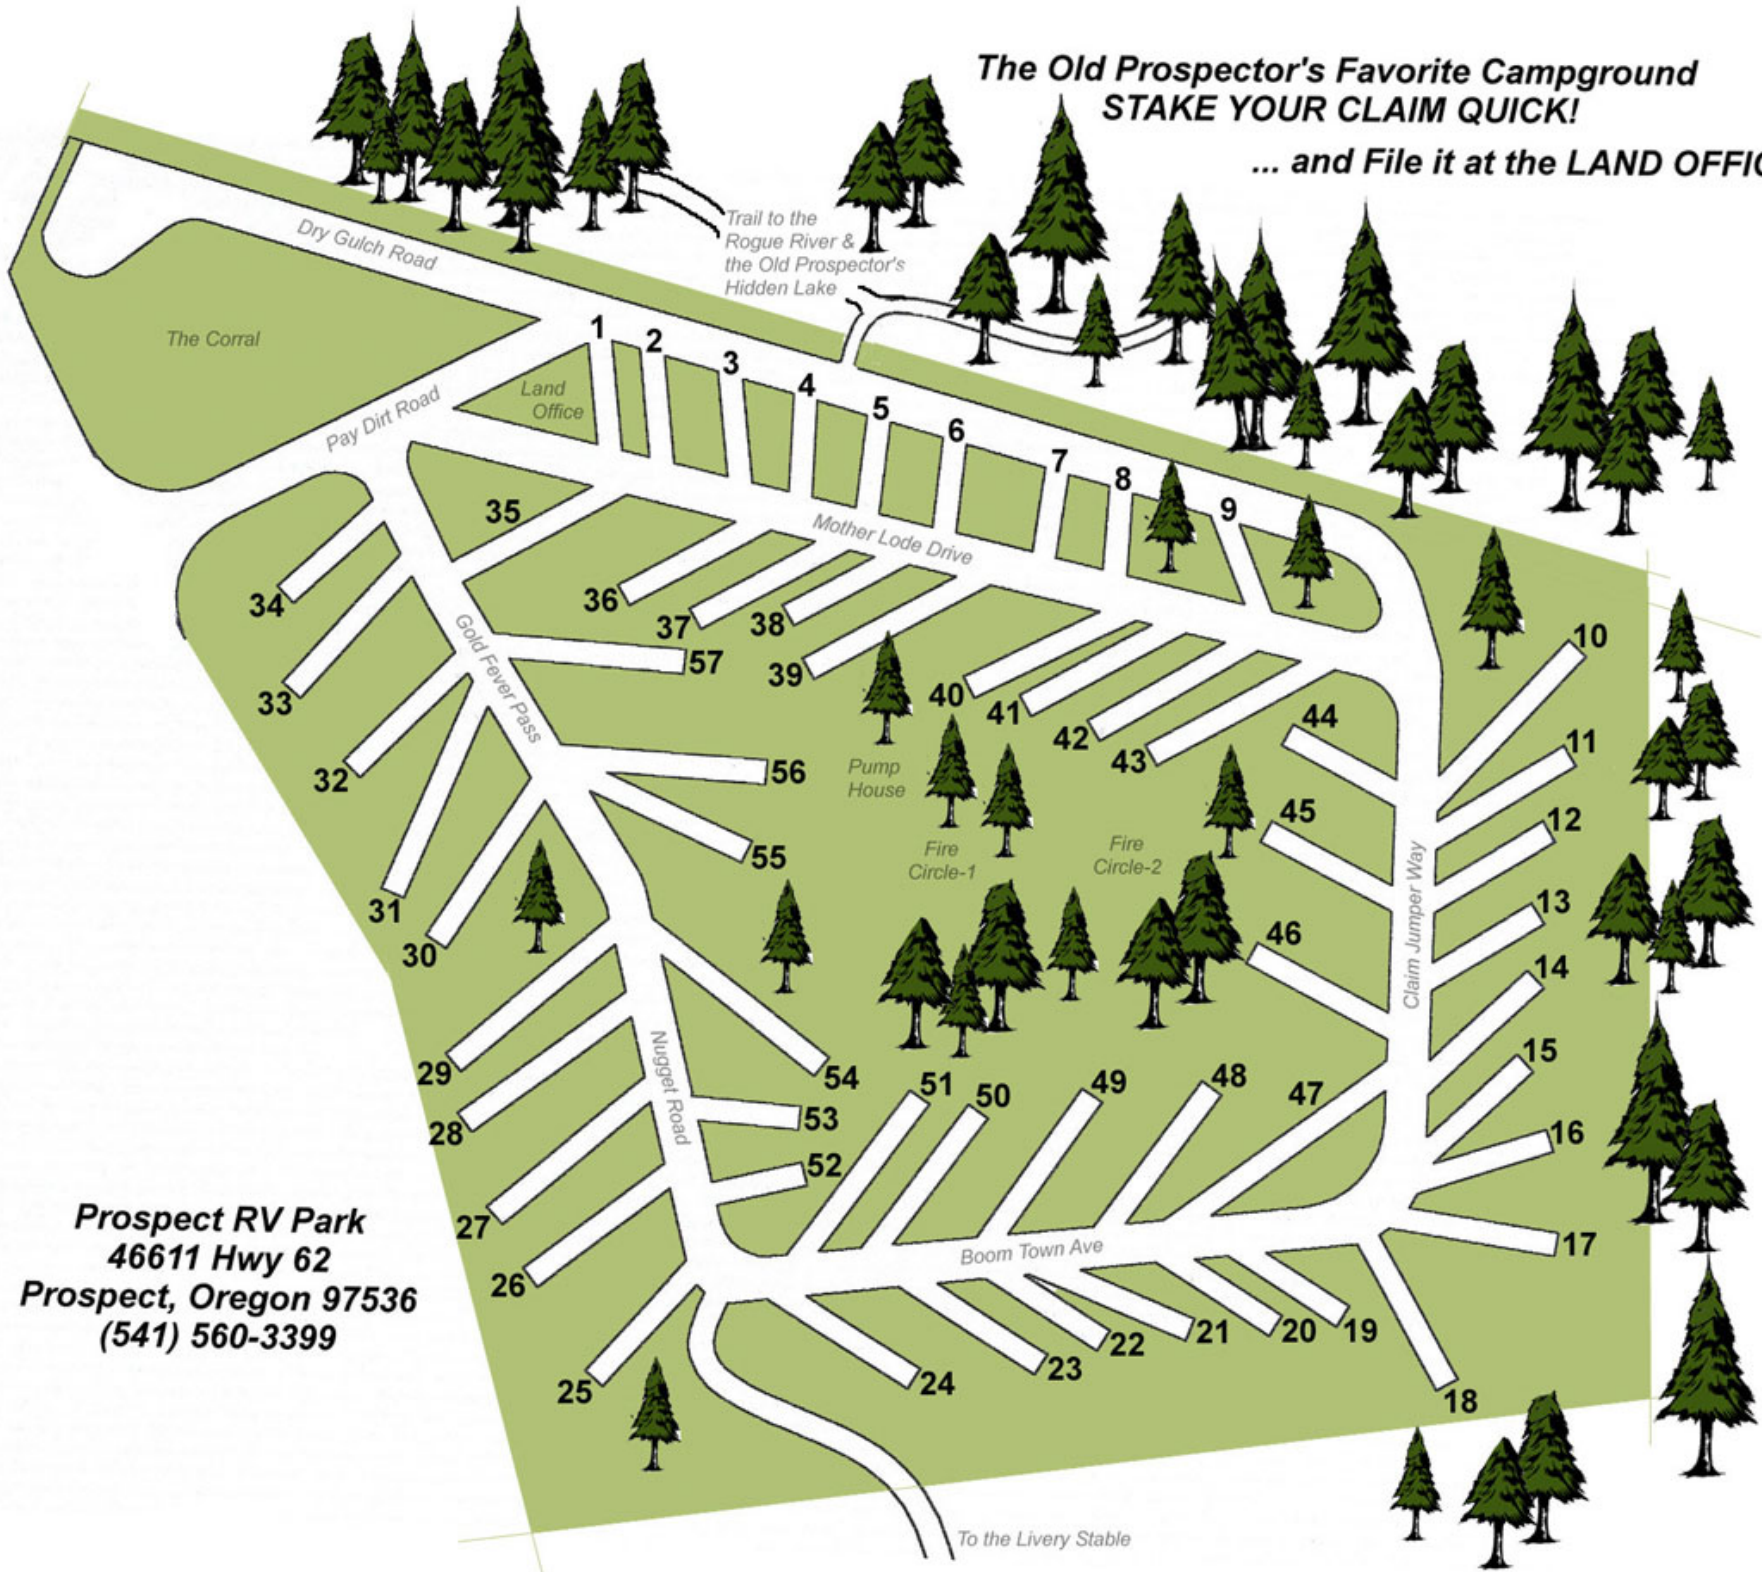 The Old Prospector's Favorite Campground
STAKE YOUR CLAIM QUICK!
... and File it at the LAND OFFIC
Trail to the
Rogue River &
the Old Prospector's
Hidden Lake
Dry Gulch Road
The Corral
Land
Office
Pay Dirt Road
1
2
3
4
5
6
7
8
9
Mother Lode Drive
35
36
37
38
39
40
41
42
43
34
33
32
31
30
Gold Fever Pass
57
56
55
Pump
House
Fire
Circle-1
Fire
Circle-2
44
45
46
Claim Jumper Way
10
11
12
13
14
15
16
17
18
29
28
27
26
25
Nugget Road
54
53
52
51
50
49
48
47
Boom Town Ave
24
23
22
21
20
19
Prospect RV Park
46611 Hwy 62
Prospect, Oregon 97536
(541) 560-3399
To the Livery Stable